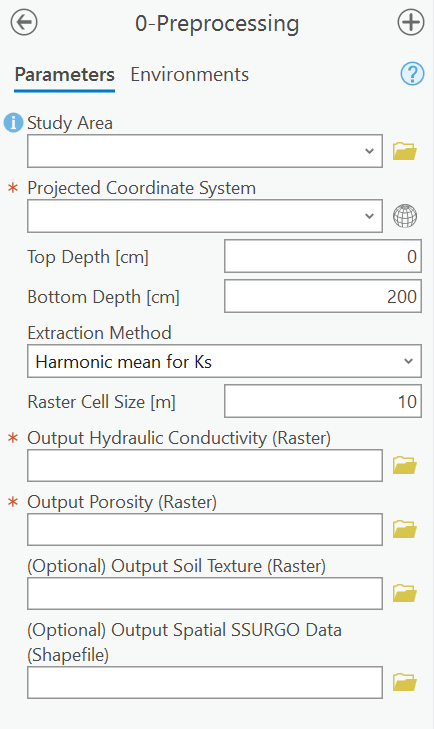 0-Preprocessing
Parameters Environments
Study Area
* Projected Coordinate System
Top Depth [cm] 0
Bottom Depth [cm] 200
Extraction Method
Harmonic mean for Ks
Raster Cell Size [m] 10
* Output Hydraulic Conductivity (Raster)
* Output Porosity (Raster)
(Optional) Output Soil Texture (Raster)
(Optional) Output Spatial SSURGO Data
(Shapefile)